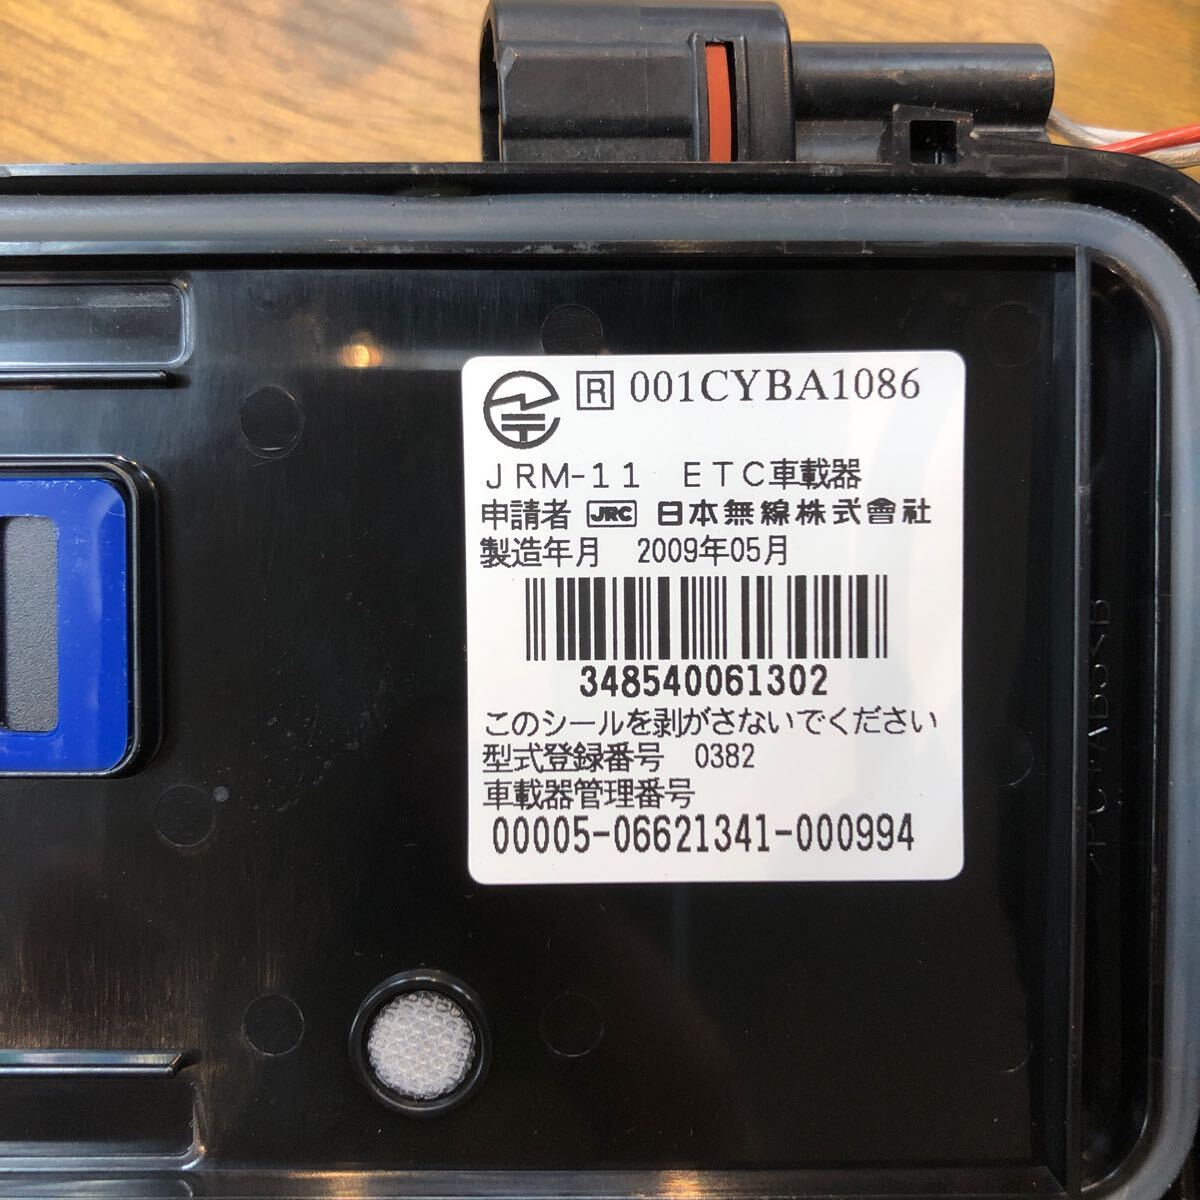 R 001CYBA1086
JRM-11 ETC車載器
申請者 JRC 日本無線株式會社
製造年月 2009年05月
348540061302
このシールを剥がさないでください
型式登録番号 0382
車載器管理番号
00005-06621341-000994